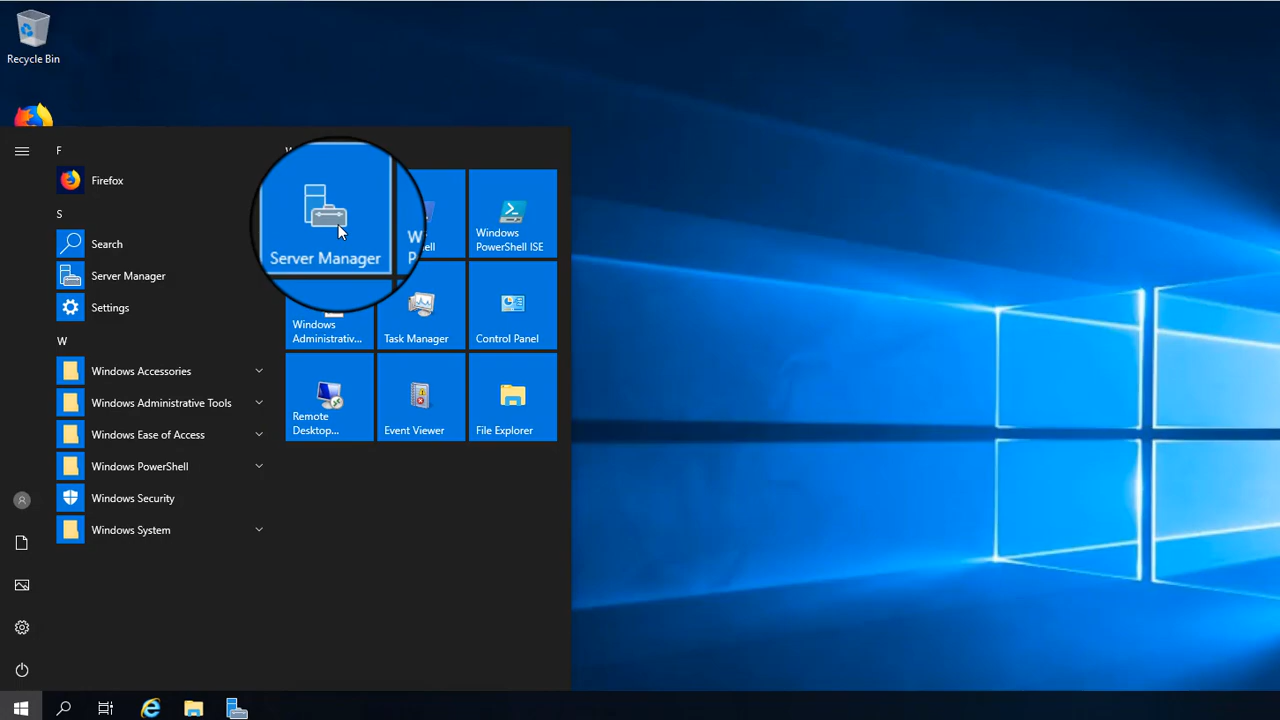 Recycle Bin
F
Firefox
S
Search
Server Manager
Settings
W
Windows Accessories
Windows Administrative Tools
Windows Ease of Access
Windows PowerShell
Windows Security
Windows System
Server Manager
Windows
PowerShell ISE
Windows
Administrativ...
Task Manager
Control Panel
Remote
Desktop...
Event Viewer
File Explorer